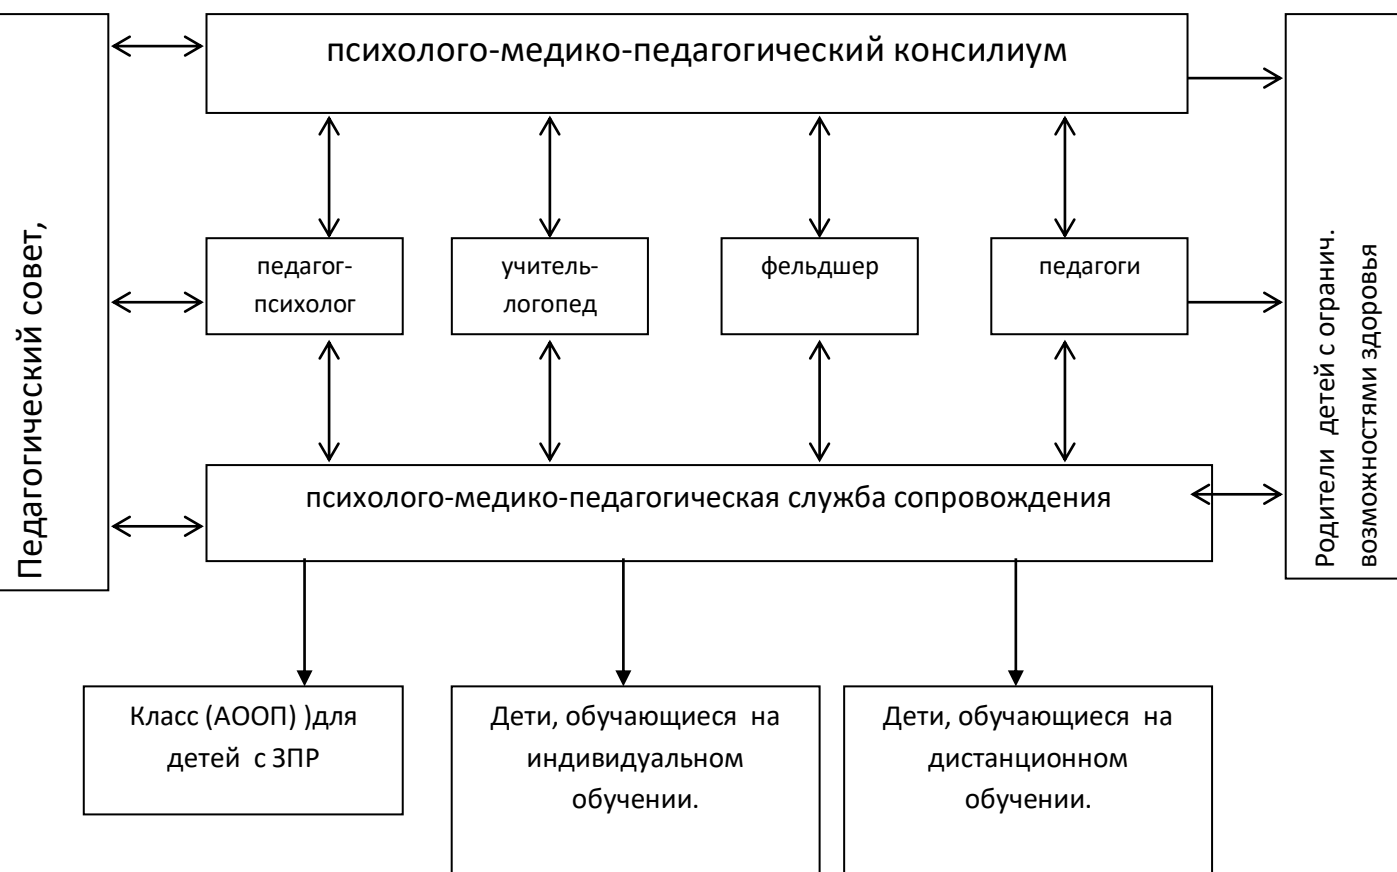 психолого-медико-педагогический консилиум
Педагогический совет,
Родители детей с огранич.
возможностями здоровья
педагог-
психолог
учитель-
логопед
фельдшер
педагоги
психолого-медико-педагогическая служба сопровождения
Класс (АООП) )для
детей с ЗПР
Дети, обучающиеся на
индивидуальном
обучении.
Дети, обучающиеся на
дистанционном
обучении.